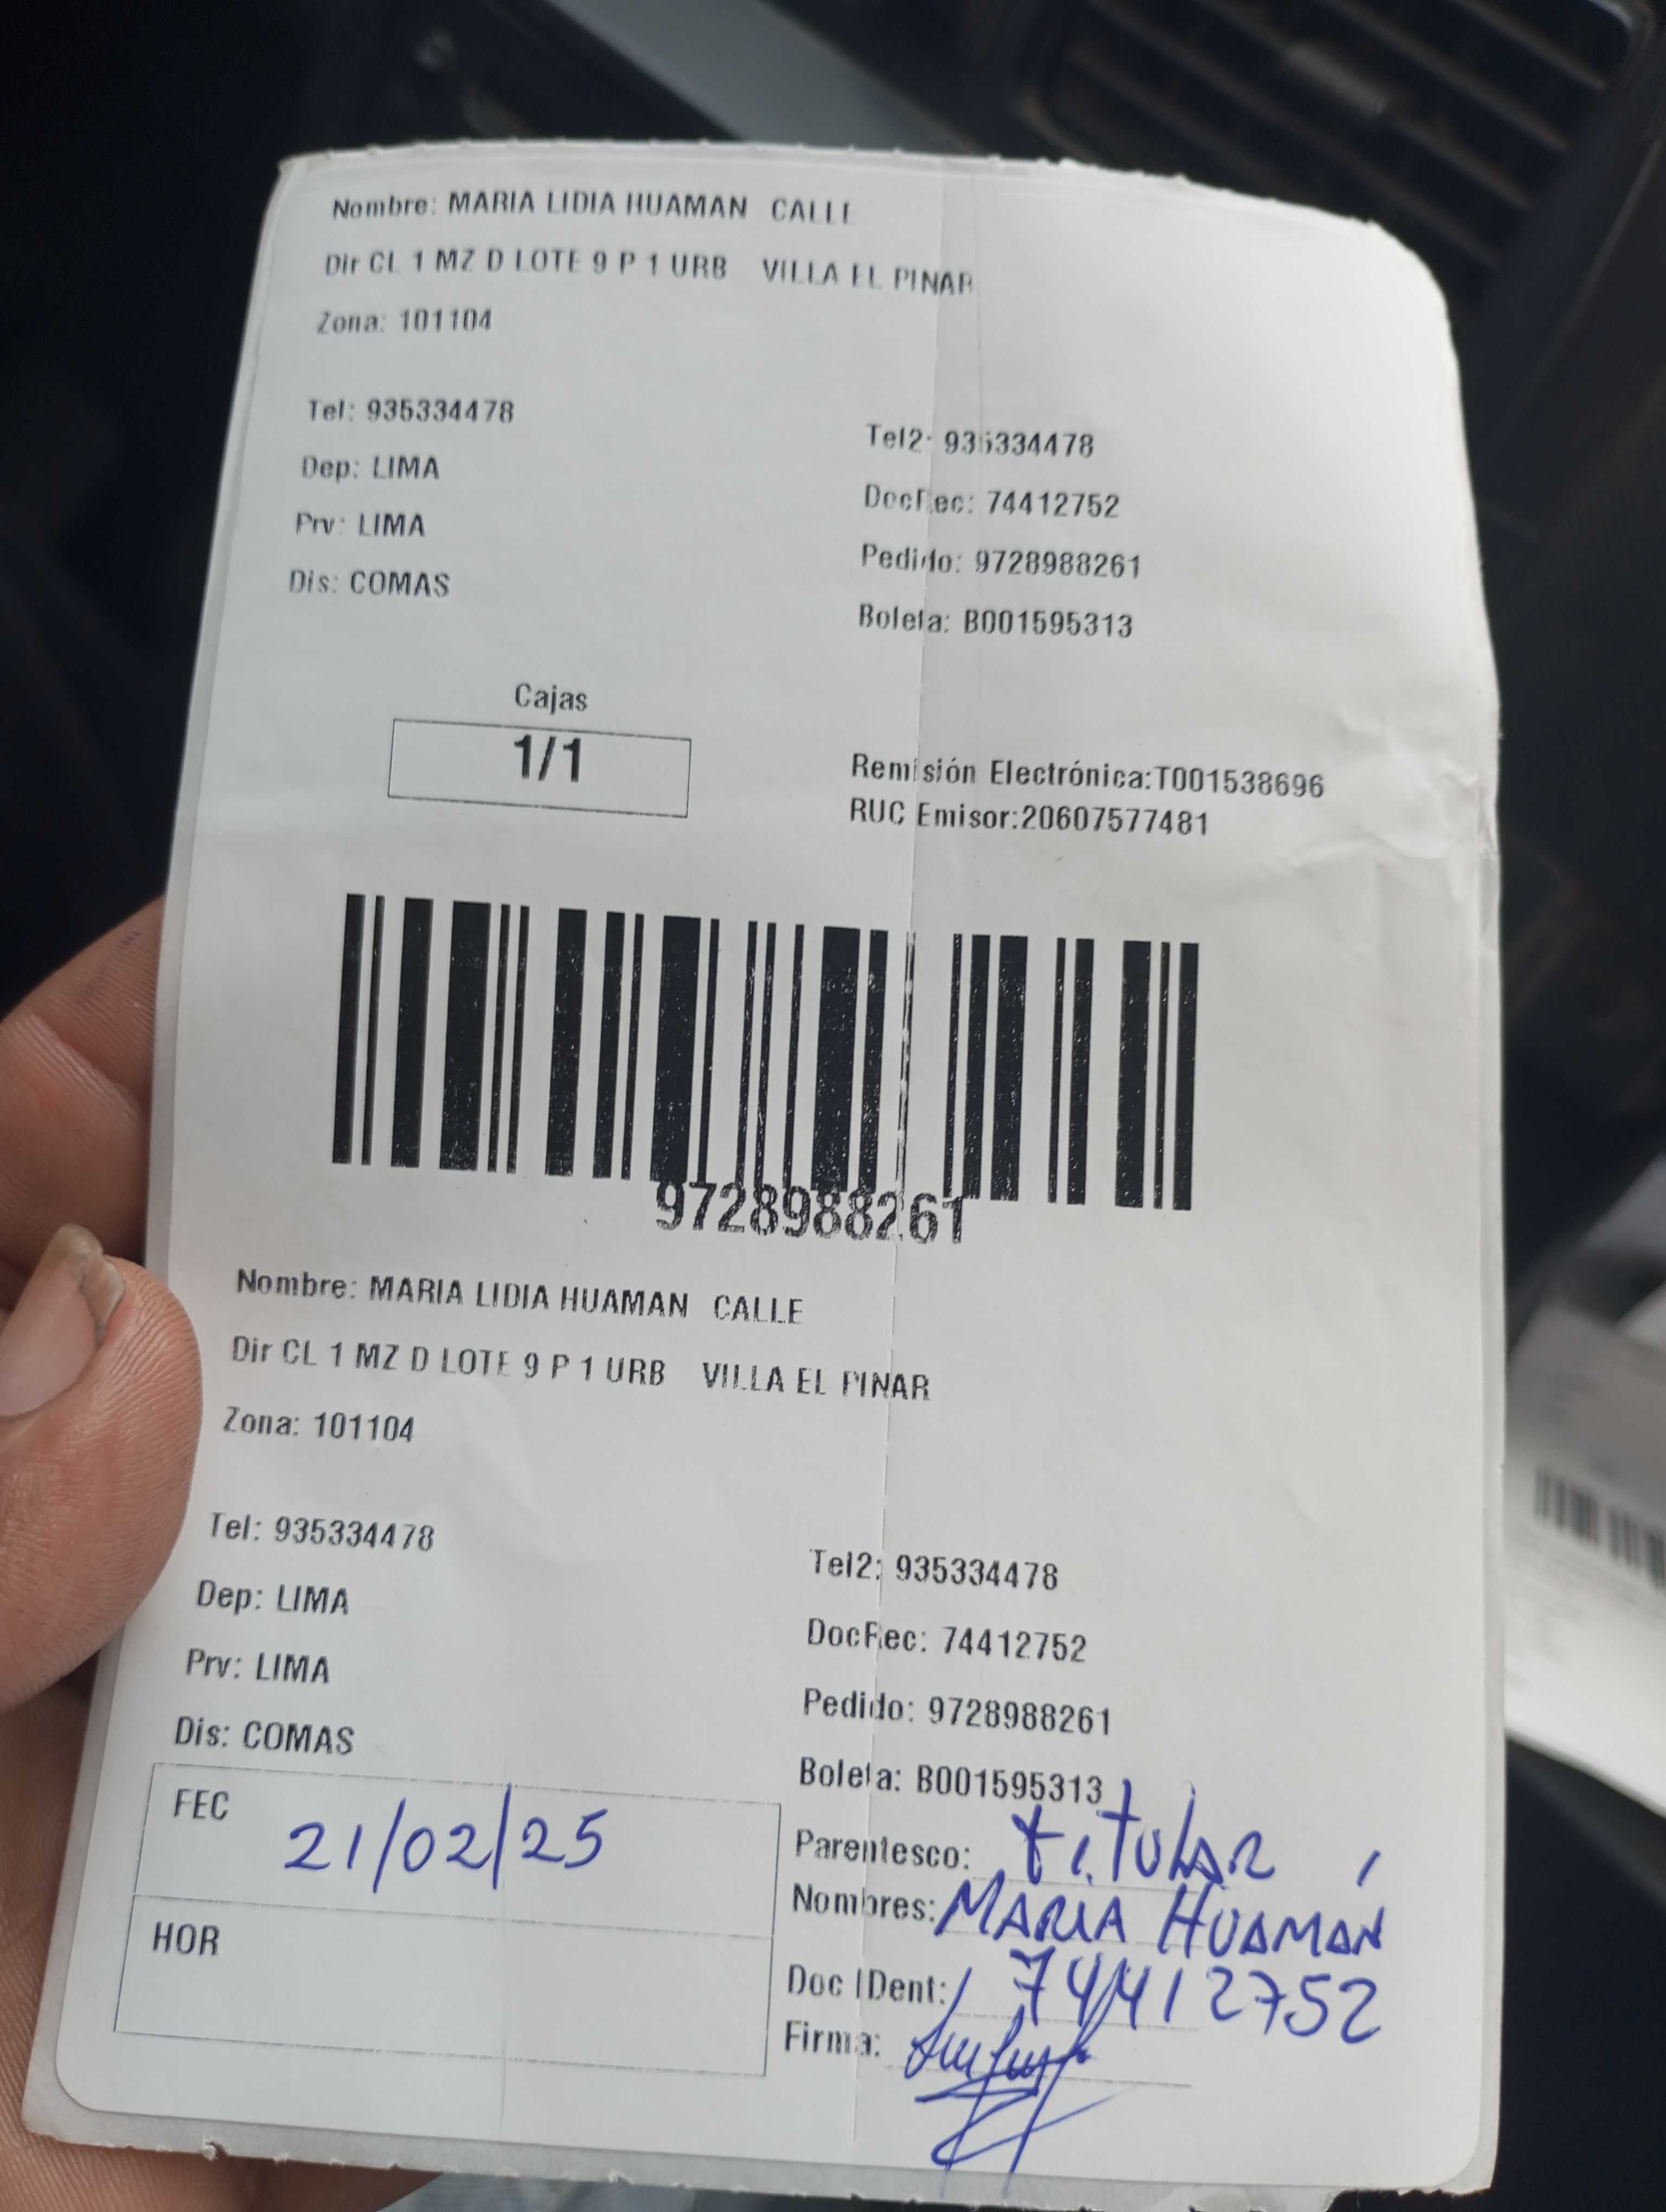 Nombre: MARIA LIDIA HUAMAN CALLE
Dir CL 1 MZ D LOTE 9 P 1 URB VILLA EL PINAR
Zona: 101104
Tel: 935334478
Tel2: 935334478
Dep: LIMA
DocRec: 74412752
Prv: LIMA
Pedido: 9728988261
Dis: COMAS
Boleta: B001595313
Cajas
1/1
Remisión Electrónica:T001538696
RUC Emisor:20607577481
9728988261
Nombre: MARIA LIDIA HUAMAN CALLE
Dir CL 1 MZ D LOTE 9 P 1 URB VILLA EL PINAR
Zona: 101104
Tel: 935334478
Tel2: 935334478
Dep: LIMA
DocRec: 74412752
Prv: LIMA
Pedido: 9728988261
Dis: COMAS
Boleta: B001595313
FEC 21/02/25
Parentesco: titular
Nombres: MARIA HUAMÁN
HOR
Doc IDent: 74412752
Firma: